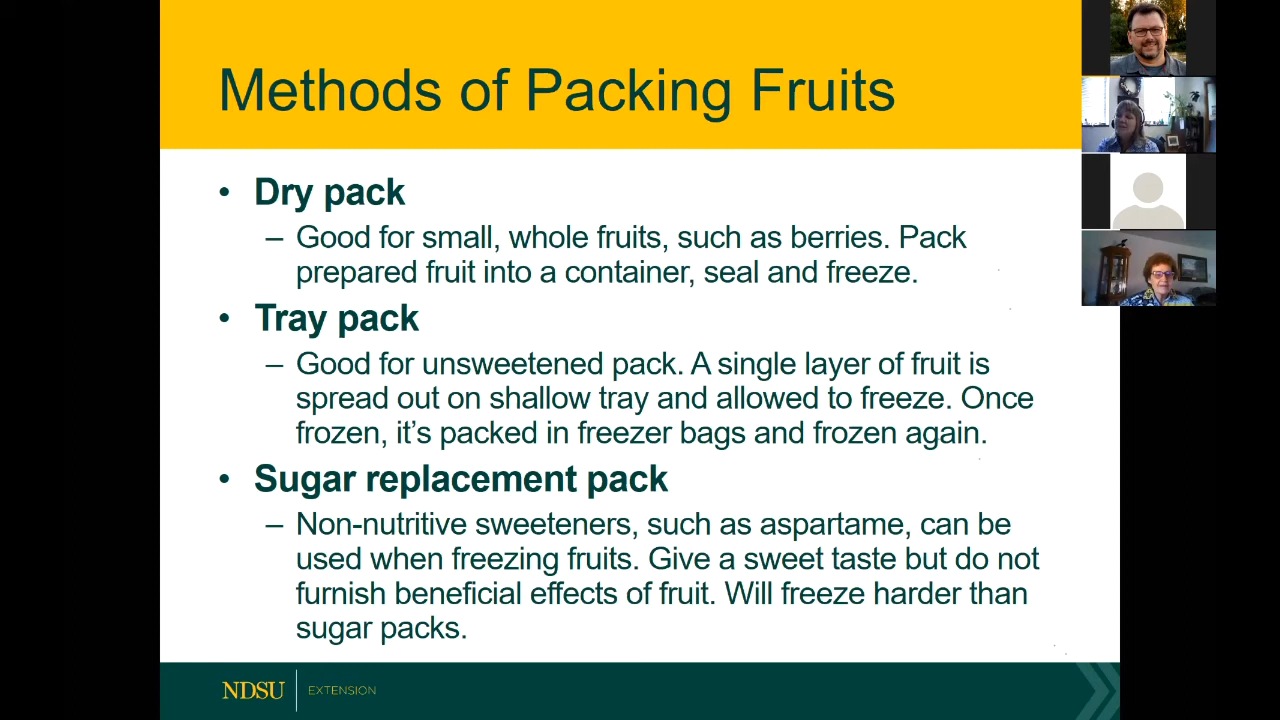 Methods of Packing Fruits
• Dry pack
– Good for small, whole fruits, such as berries. Pack
prepared fruit into a container, seal and freeze.
• Tray pack
– Good for unsweetened pack. A single layer of fruit is
spread out on shallow tray and allowed to freeze. Once
frozen, it’s packed in freezer bags and frozen again.
• Sugar replacement pack
– Non-nutritive sweeteners, such as aspartame, can be
used when freezing fruits. Give a sweet taste but do not
furnish beneficial effects of fruit. Will freeze harder than
sugar packs.
NDSU EXTENSION